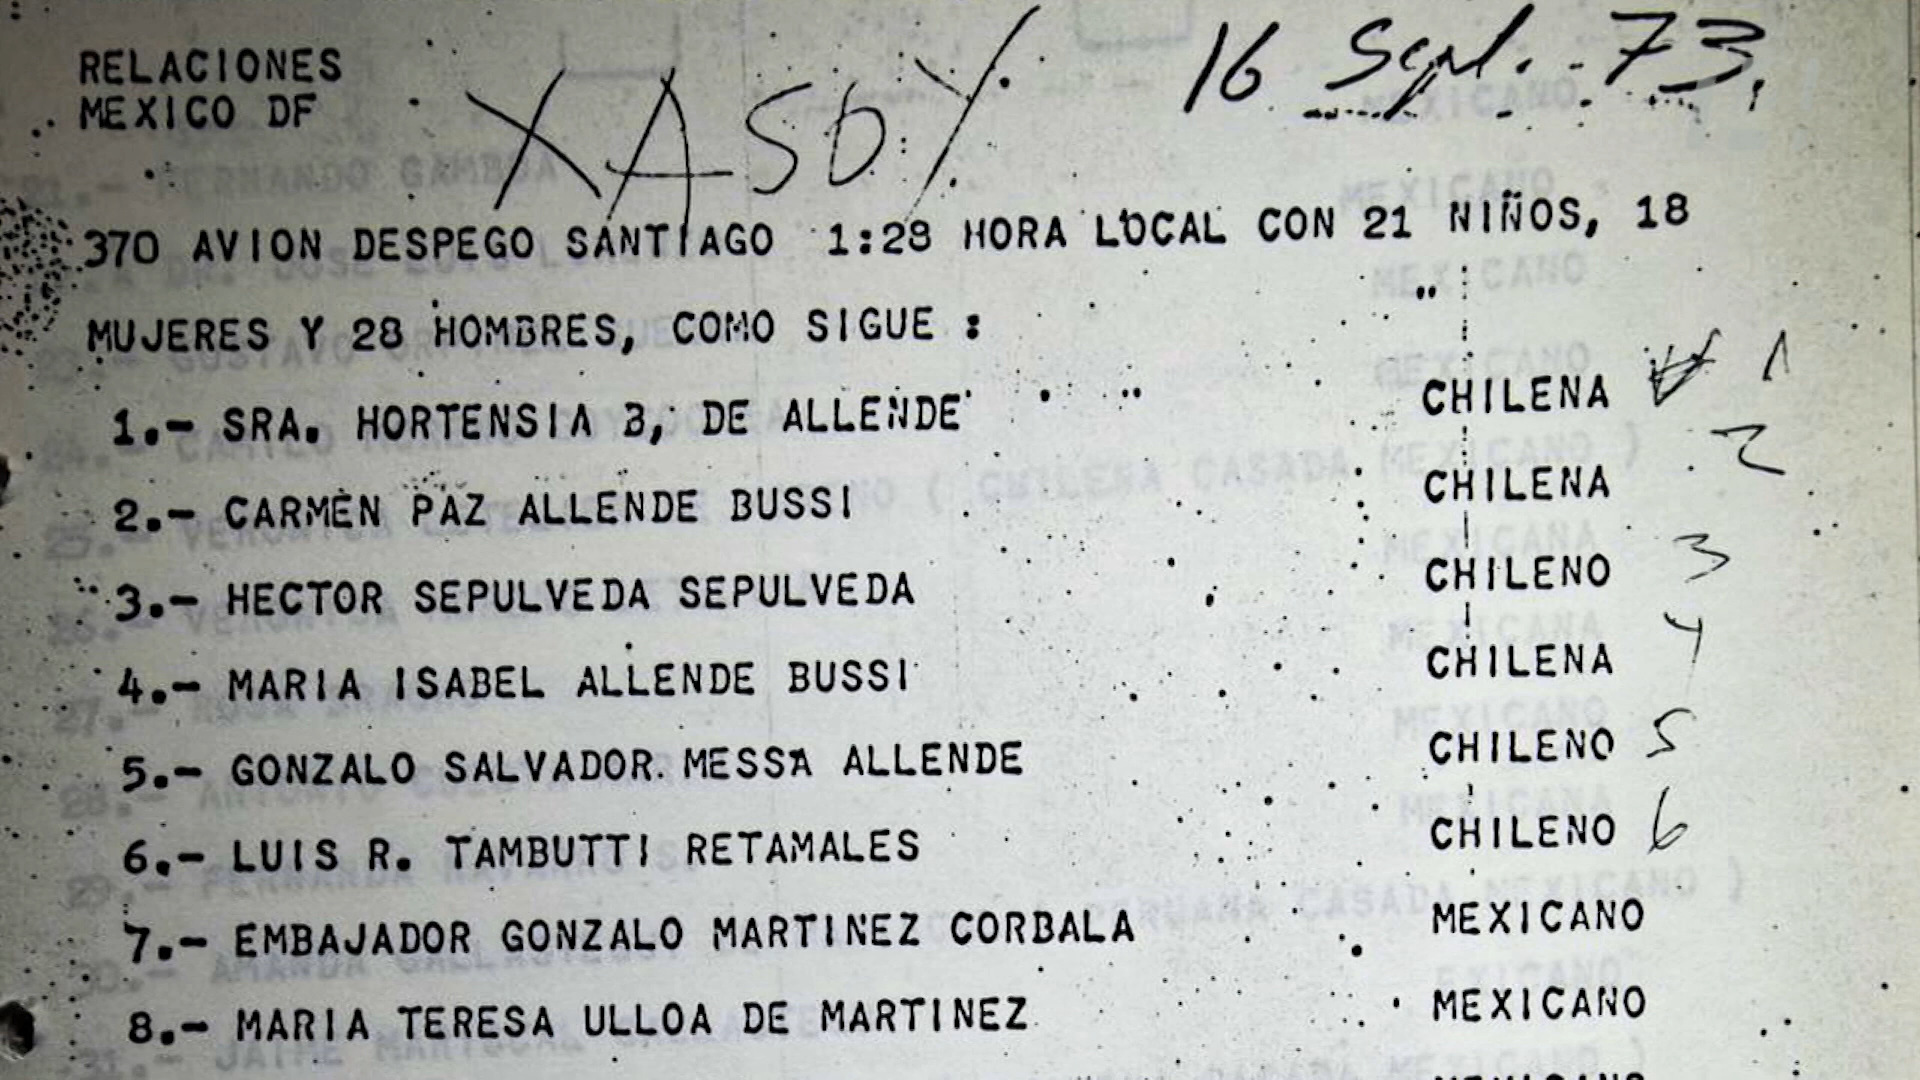 RELACIONES
MEXICO DF
16 Sept. 73.
370 AVION DESPEGO SANTIAGO 1:28 HORA LOCAL CON 21 NIÑOS, 18
MUJERES Y 28 HOMBRES, COMO SIGUE :
1.- SRA. HORTENSIA B, DE ALLENDE CHILENA 1
2.- CARMEN PAZ ALLENDE BUSSI CHILENA 2
3.- HECTOR SEPULVEDA SEPULVEDA CHILENO 3
4.- MARIA ISABEL ALLENDE BUSSI CHILENA 4
5.- GONZALO SALVADOR MESSA ALLENDE CHILENO 5
6.- LUIS R. TAMBUTTI RETAMALES CHILENO 6
7.- EMBAJADOR GONZALO MARTINEZ CORBALA MEXICANO
8.- MARIA TERESA ULLOA DE MARTINEZ MEXICANO